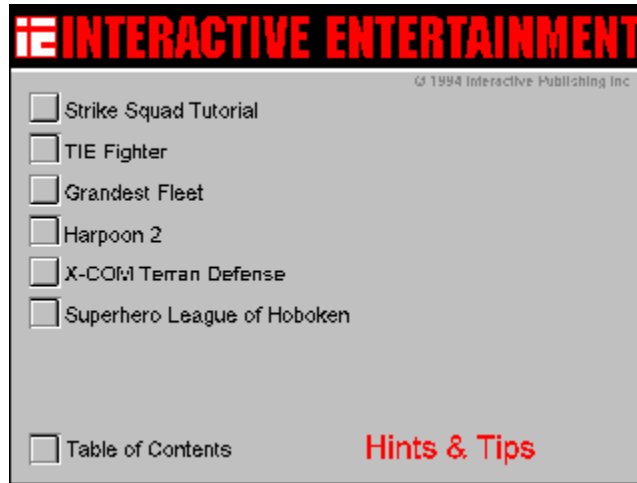 iE INTERACTIVE ENTERTAINMENT
© 1994 Interactive Publishing Inc
Strike Squad Tutorial
TIE Fighter
Grandest Fleet
Harpoon 2
X-COM Terran Defense
Superhero League of Hoboken
Table of Contents
Hints & Tips